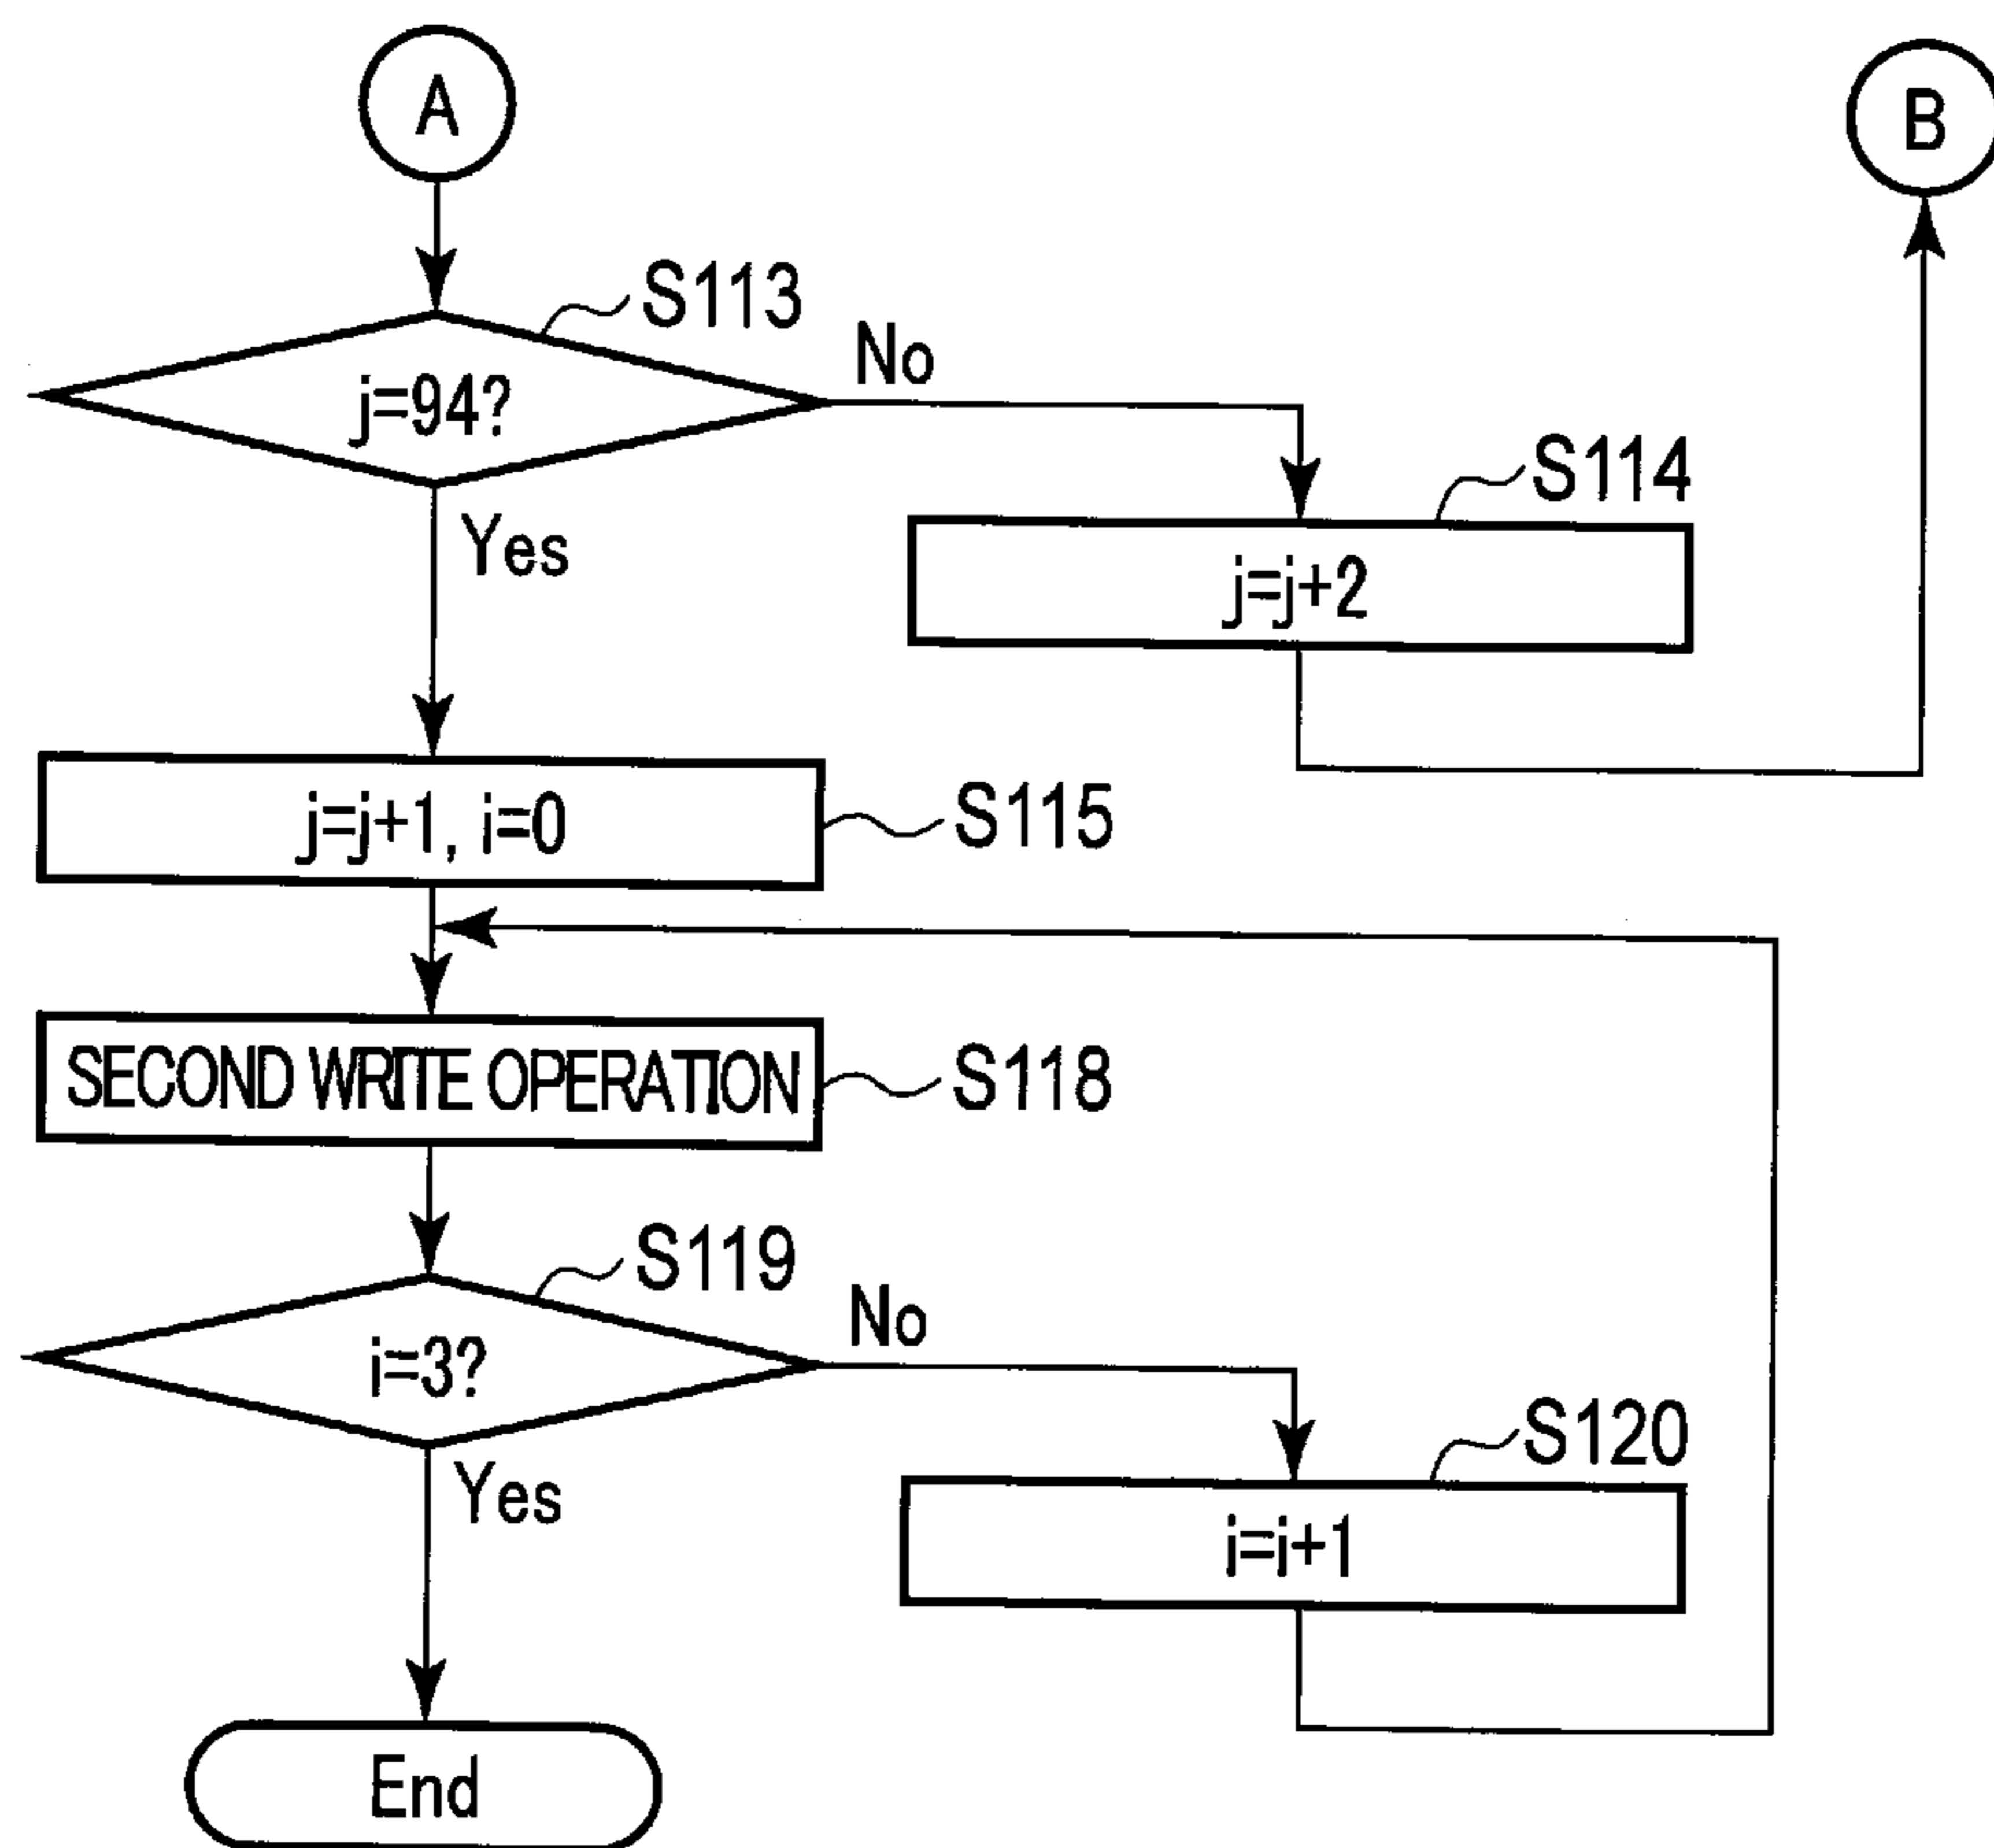 A
B
S113
j=94?
No
S114
Yes
j=j+2
j=j+1, i=0
S115
SECOND WRITE OPERATION
S118
S119
i=3?
No
S120
Yes
i=i+1
End